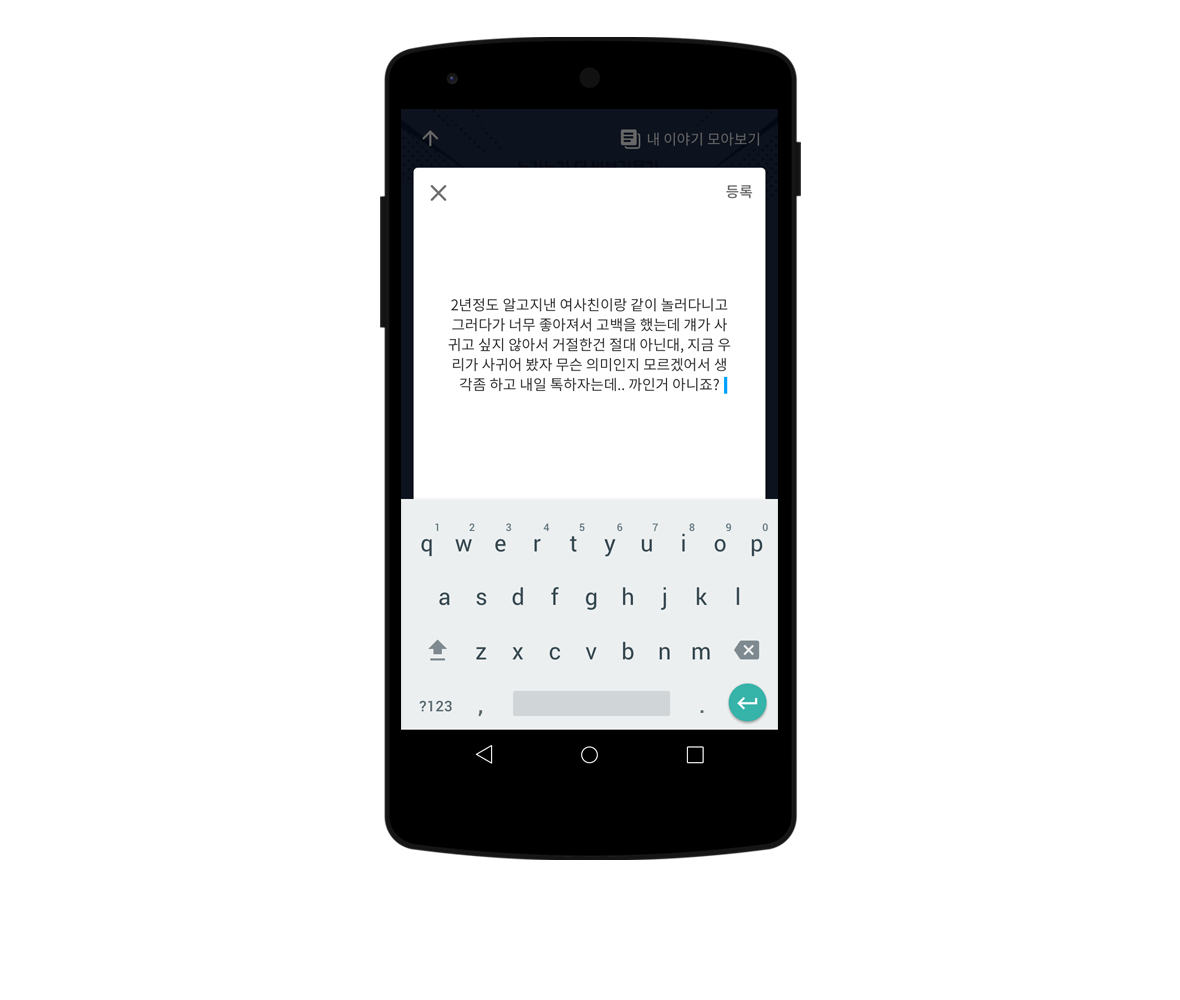 내 이야기 모아보기
등록
2년정도 알고지낸 여사친이랑 같이 놀러다니고
그러다가 너무 좋아져서 고백을 했는데 걔가 사
귀고 싶지 않아서 거절한건 절대 아닌대, 지금 우
리가 사귀어 봤자 무슨 의미인지 모르겠어서 생
각좀 하고 내일 톡하자는데.. 까인거 아니죠?
1 2 3 4 5 6 7 8 9 0
q w e r t y u i o p
a s d f g h j k l
z x c v b n m
?123 , .